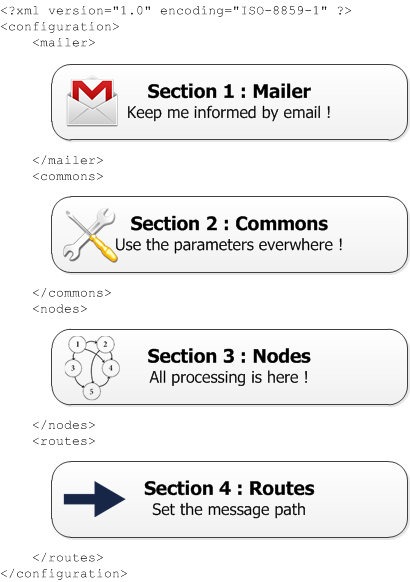 <?xml version="1.0" encoding="ISO-8859-1" ?>
<configuration>
<mailer>
Section 1 : Mailer
Keep me informed by email !
</mailer>
<commons>
Section 2 : Commons
Use the parameters everwhere !
</commons>
<nodes>
1 2
3 4
5
Section 3 : Nodes
All processing is here !
</nodes>
<routes>
Section 4 : Routes
Set the message path
</routes>
</configuration>